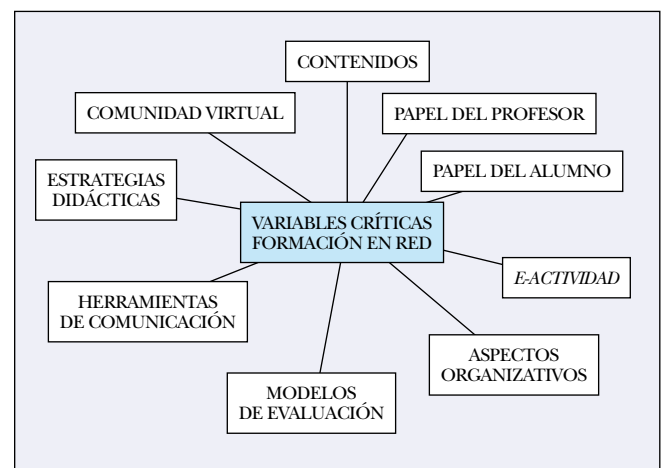 CONTENIDOS
COMUNIDAD VIRTUAL
PAPEL DEL PROFESOR
ESTRATEGIAS
DIDÁCTICAS
PAPEL DEL ALUMNO
VARIABLES CRÍTICAS
FORMACIÓN EN RED
E-ACTIVIDAD
HERRAMIENTAS
DE COMUNICACIÓN
ASPECTOS
ORGANIZATIVOS
MODELOS
DE EVALUACIÓN